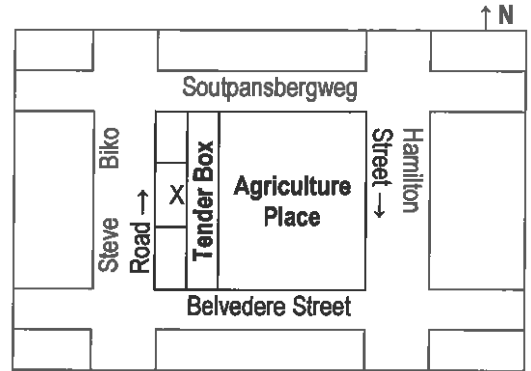 ↑ N
Soutpansbergweg
Steve Biko
Road →
X
Tender Box
Agriculture
Place
Hamilton
Street →
Belvedere Street